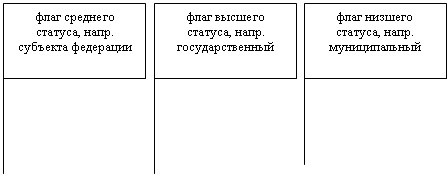 флаг среднего
статуса, напр.
субъекта федерации
флаг высшего
статуса, напр.
государственный
флаг низшего
статуса, напр.
муниципальный